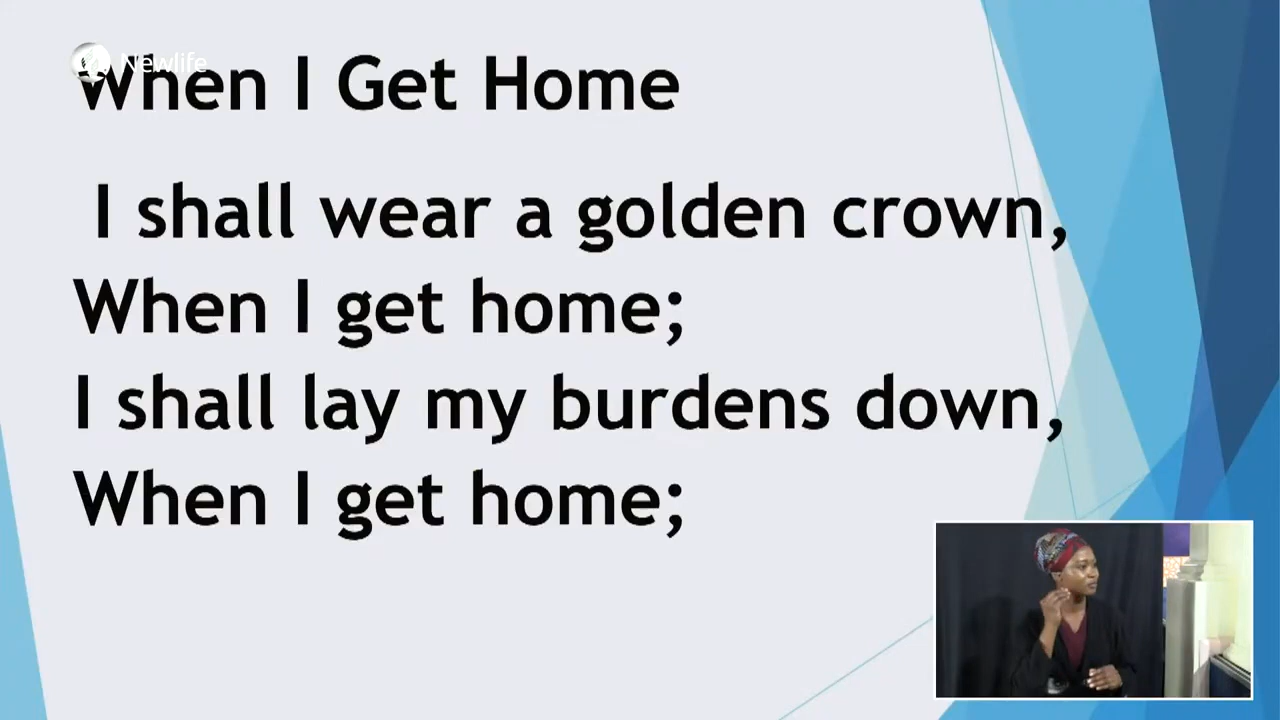 Newlife
When I Get Home
I shall wear a golden crown,
When I get home;
I shall lay my burdens down,
When I get home;